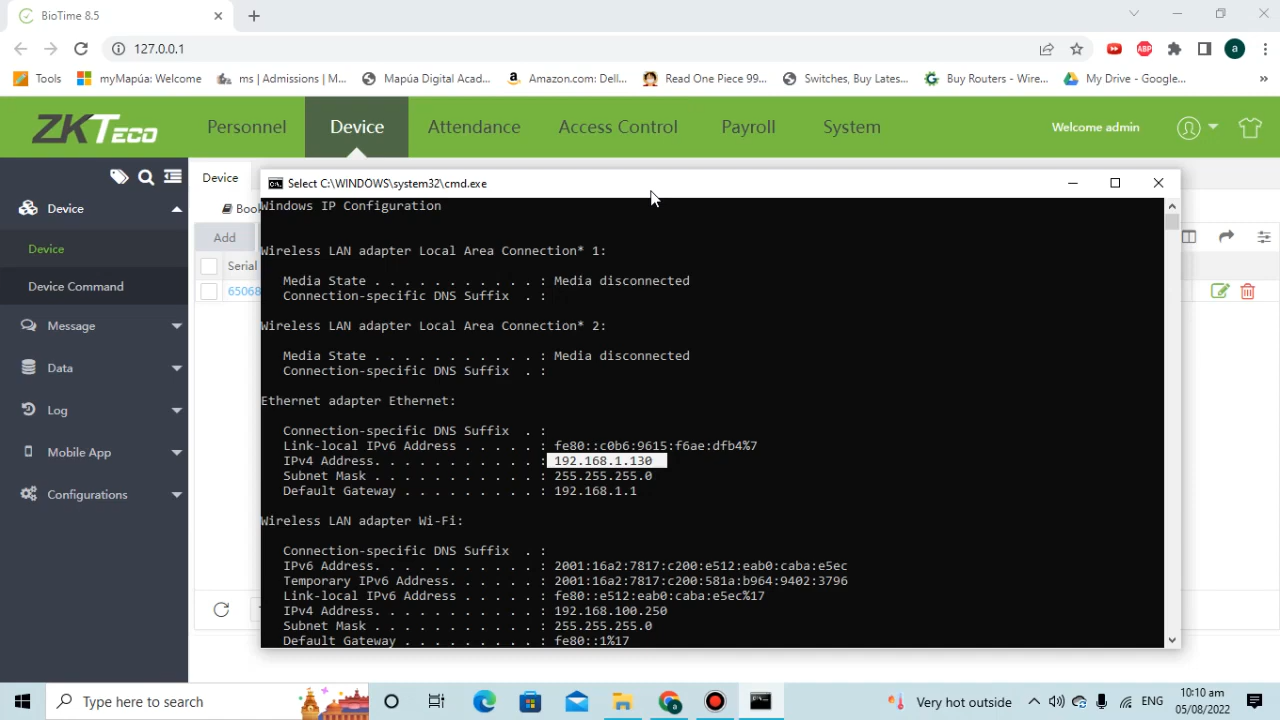 BioTime 8.5
127.0.0.1
a
Tools
myMapúa: Welcome
ms | Admissions | M...
Mapúa Digital Acad...
Amazon.com: Dell...
Read One Piece 99...
Switches, Buy Lates...
Buy Routers - Wire...
My Drive - Google...
»
ABP
ZKTeco
Personnel
Device
Attendance
Access Control
Payroll
System
Welcome admin
Device
Device
Device Command
Message
Data
Log
Mobile App
Configurations
Device
Book
Add
Serial
65068
Select C:\WINDOWS\system32\cmd.exe
Windows IP Configuration
Wireless LAN adapter Local Area Connection* 1:
Media State . . . . . . . . . . . : Media disconnected
Connection-specific DNS Suffix . :
Wireless LAN adapter Local Area Connection* 2:
Media State . . . . . . . . . . . : Media disconnected
Connection-specific DNS Suffix . :
Ethernet adapter Ethernet:
Connection-specific DNS Suffix . :
Link-local IPv6 Address . . . . . : fe80::c0b6:9615:f6ae:dfb4%7
IPv4 Address. . . . . . . . . . . : 192.168.1.130
Subnet Mask . . . . . . . . . . . : 255.255.255.0
Default Gateway . . . . . . . . . : 192.168.1.1
Wireless LAN adapter Wi-Fi:
Connection-specific DNS Suffix . :
IPv6 Address. . . . . . . . . . . : 2001:16a2:7817:c200:e512:eab0:caba:e5ec
Temporary IPv6 Address. . . . . . : 2001:16a2:7817:c200:581a:b964:9402:3796
Link-local IPv6 Address . . . . . : fe80::e512:eab0:caba:e5ec%17
IPv4 Address. . . . . . . . . . . : 192.168.100.250
Subnet Mask . . . . . . . . . . . : 255.255.255.0
Default Gateway . . . . . . . . . : fe80::1%17
Type here to search
Very hot outside
ENG
10:10 am
05/08/2022